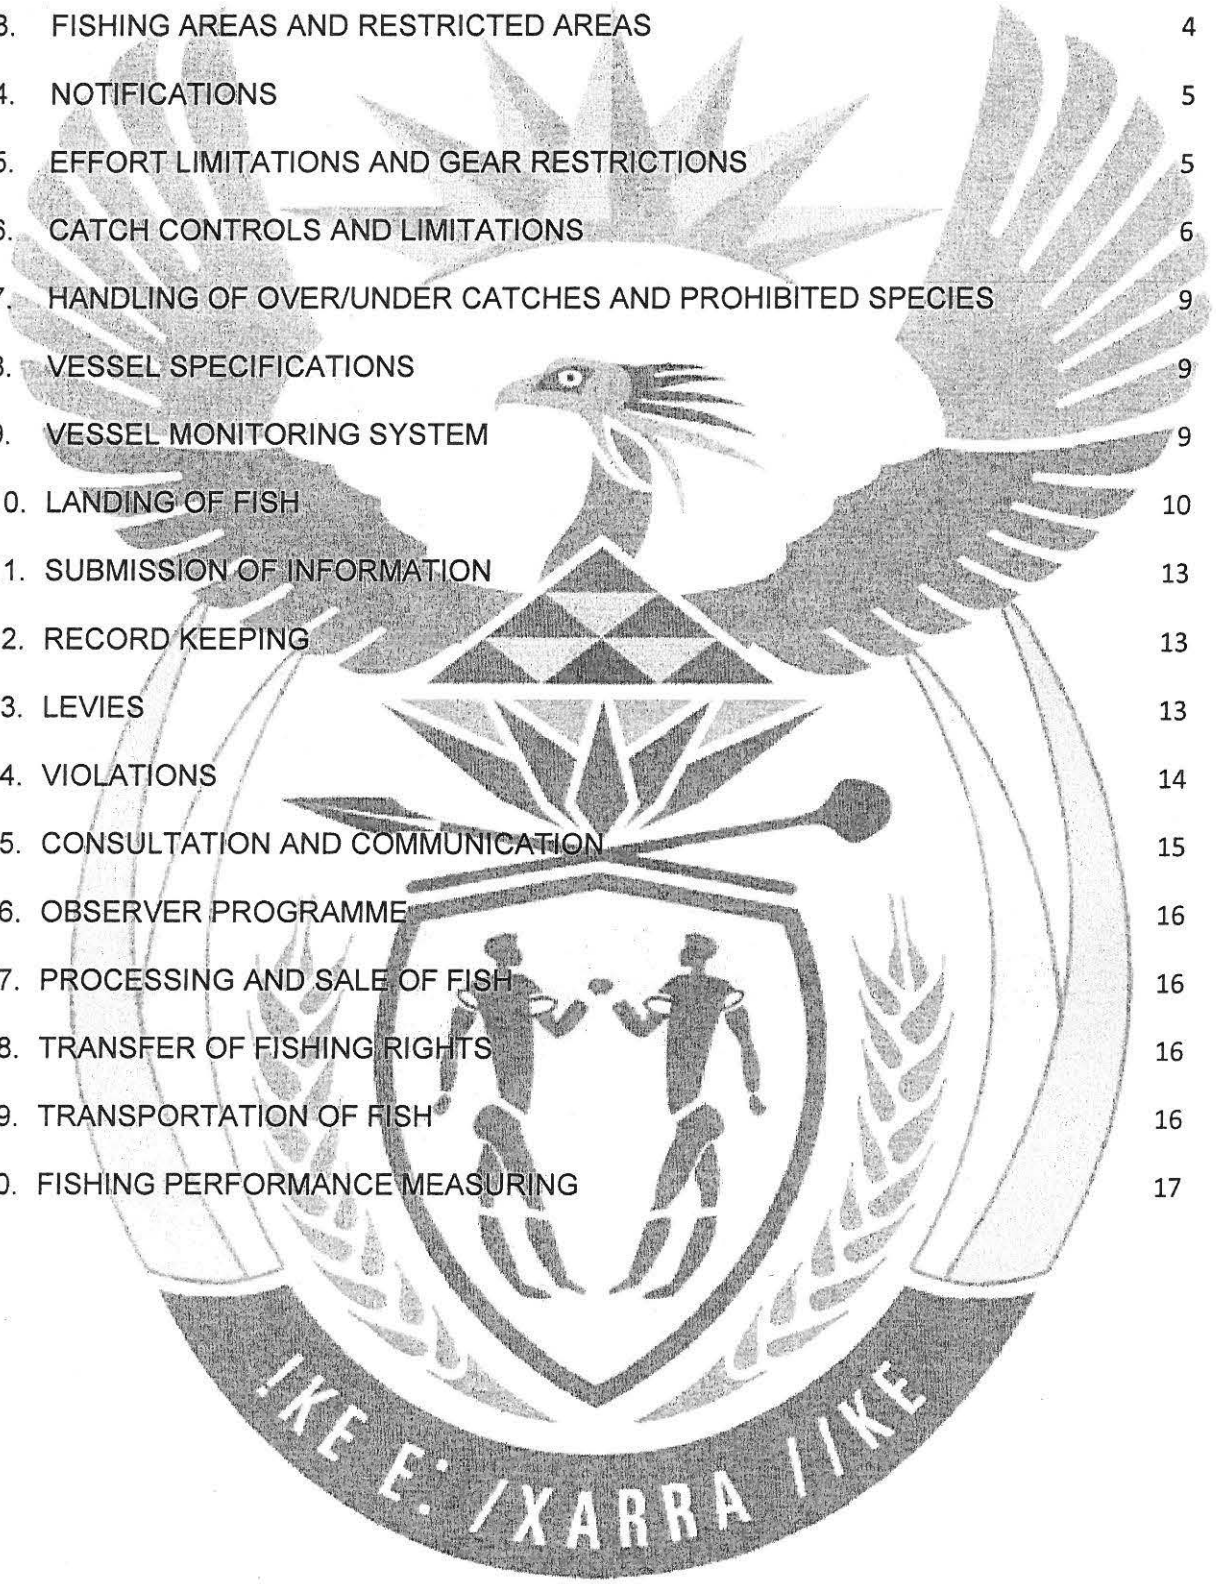 3. FISHING AREAS AND RESTRICTED AREAS 4
4. NOTIFICATIONS 5
5. EFFORT LIMITATIONS AND GEAR RESTRICTIONS 5
6. CATCH CONTROLS AND LIMITATIONS 6
7. HANDLING OF OVER/UNDER CATCHES AND PROHIBITED SPECIES 9
8. VESSEL SPECIFICATIONS 9
9. VESSEL MONITORING SYSTEM 9
0. LANDING OF FISH 10
1. SUBMISSION OF INFORMATION 13
2. RECORD KEEPING 13
3. LEVIES 13
4. VIOLATIONS 14
5. CONSULTATION AND COMMUNICATION 15
6. OBSERVER PROGRAMME 16
7. PROCESSING AND SALE OF FISH 16
8. TRANSFER OF FISHING RIGHTS 16
9. TRANSPORTATION OF FISH 16
0. FISHING PERFORMANCE MEASURING 17
!KE E: /XARRA //KE